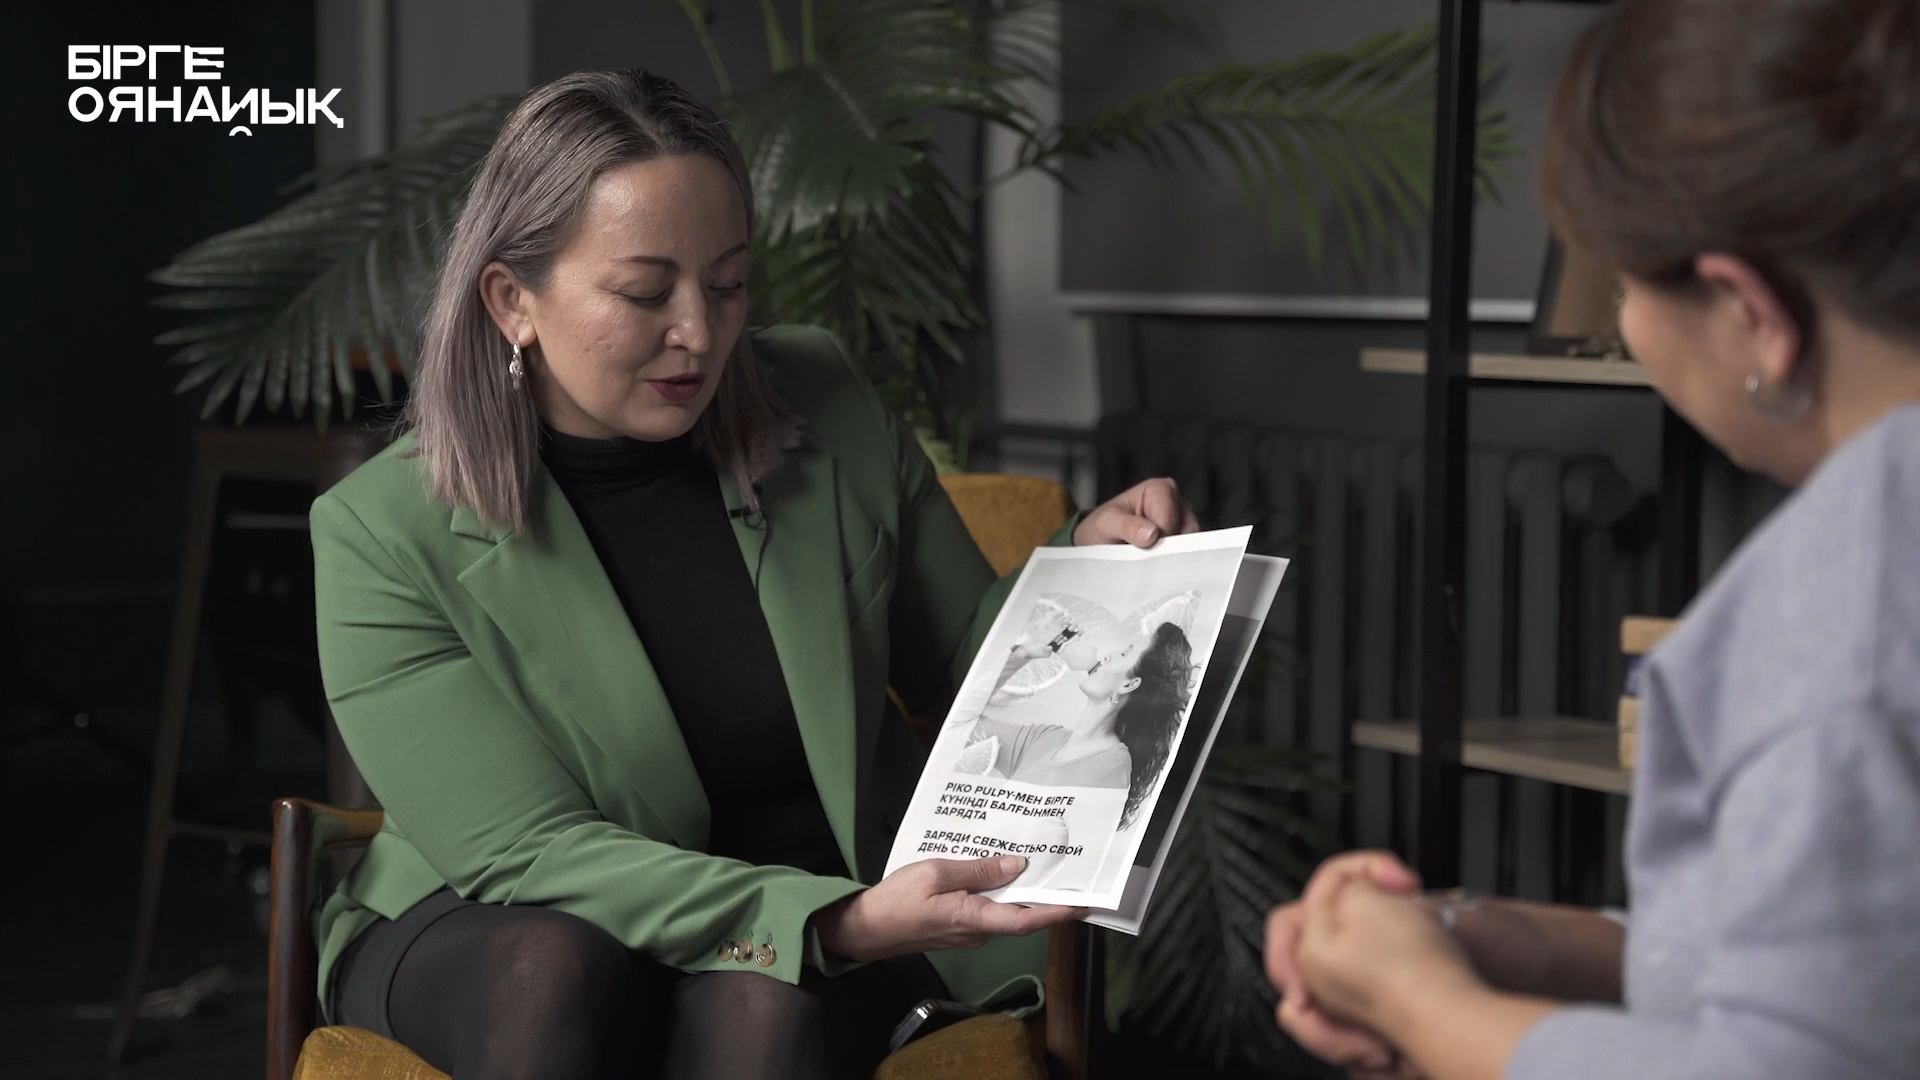 БІРГЕ
ОЯНАЙЫҚ
PIKO PULPY-МЕН БІРГЕ
КҮНІҢДІ БАЛҒЫНМЕН
ЗАРЯДТА
ЗАРЯДИ СВЕЖЕСТЬЮ СВОЙ
ДЕНЬ С PIKO